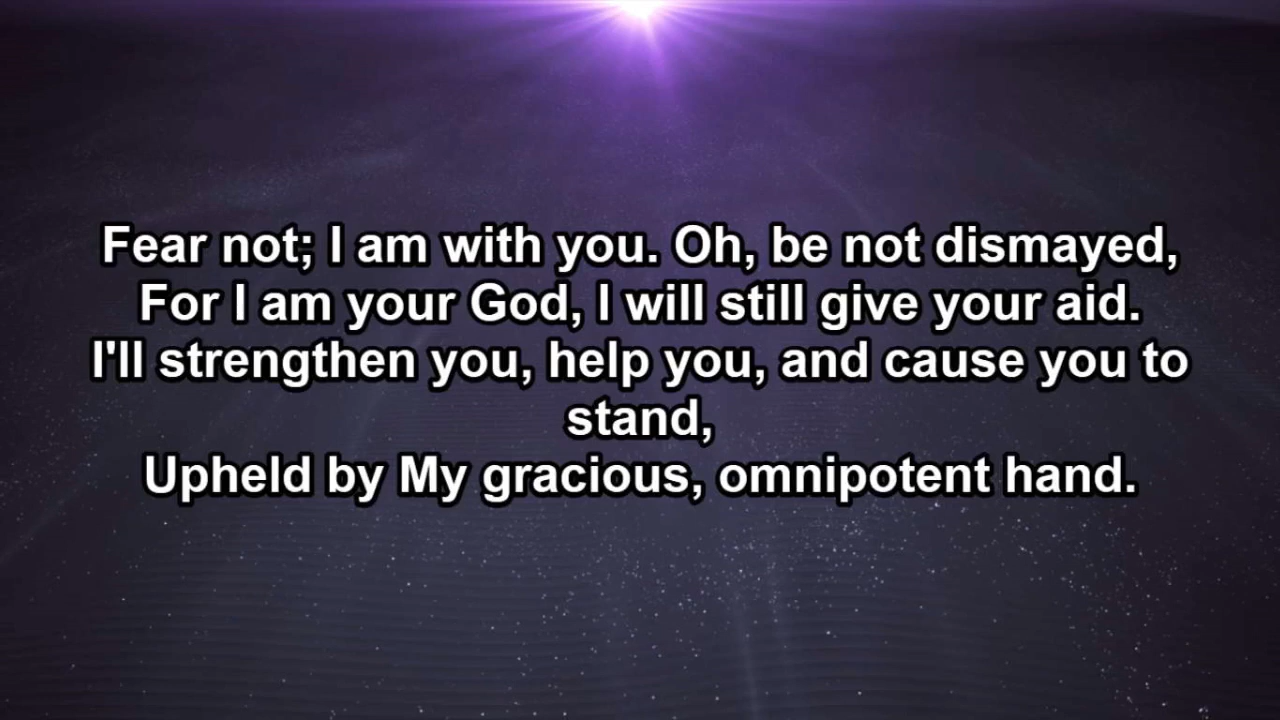 Fear not; I am with you. Oh, be not dismayed,
For I am your God, I will still give your aid.
I'll strengthen you, help you, and cause you to
stand,
Upheld by My gracious, omnipotent hand.